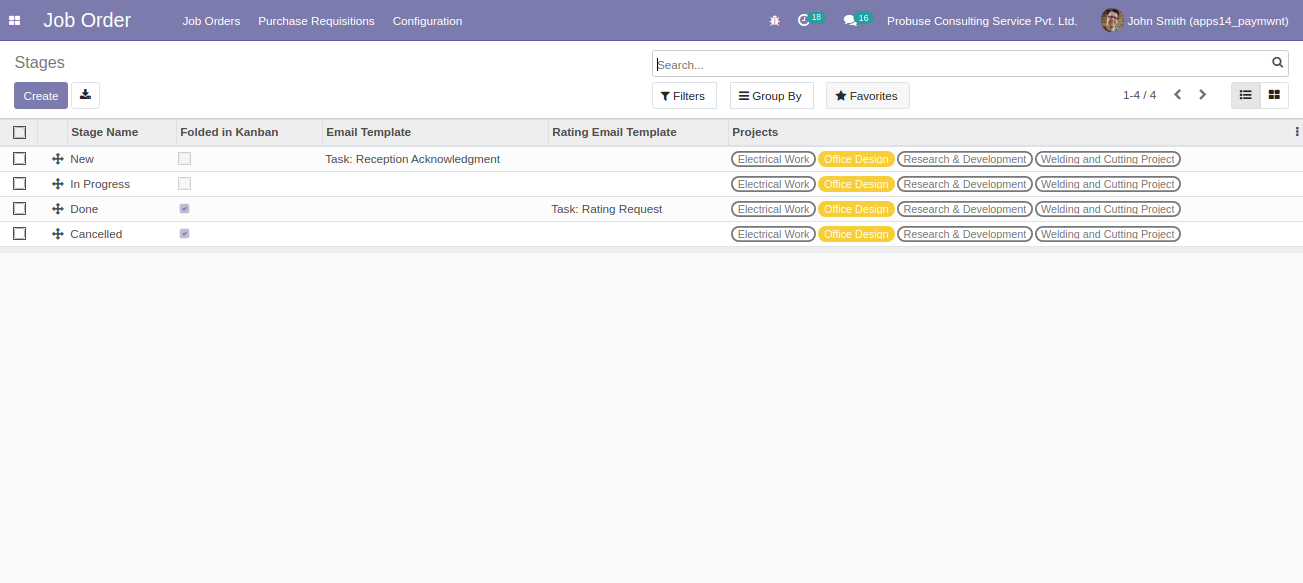 Job Order Job Orders Purchase Requisitions Configuration 18 16 Probuse Consulting Service Pvt. Ltd. John Smith (apps14_paymwnt)
Stages Search...
Create Filters Group By Favorites 1-4 / 4
Stage Name Folded in Kanban Email Template Rating Email Template Projects
New Task: Reception Acknowledgment Electrical Work Office Design Research & Development Welding and Cutting Project
In Progress Electrical Work Office Design Research & Development Welding and Cutting Project
Done Task: Rating Request Electrical Work Office Design Research & Development Welding and Cutting Project
Cancelled Electrical Work Office Design Research & Development Welding and Cutting Project